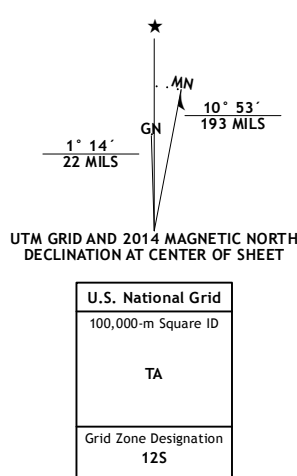 ★
MN
GN
10° 53´
193 MILS
1° 14´
22 MILS
UTM GRID AND 2014 MAGNETIC NORTH
DECLINATION AT CENTER OF SHEET
U.S. National Grid
100,000-m Square ID
TA
Grid Zone Designation
12S